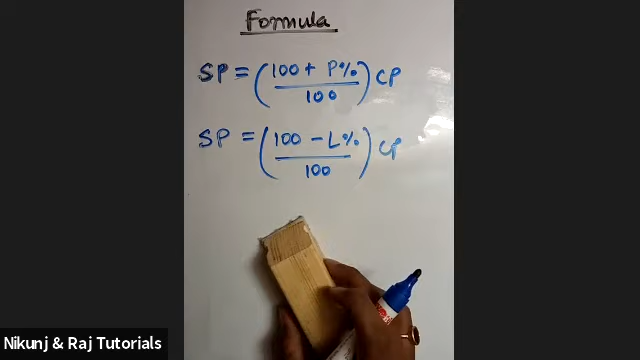 Formula
SP = (100 + P% / 100) CP
SP = (100 - L% / 100) CP
Nikunj & Raj Tutorials